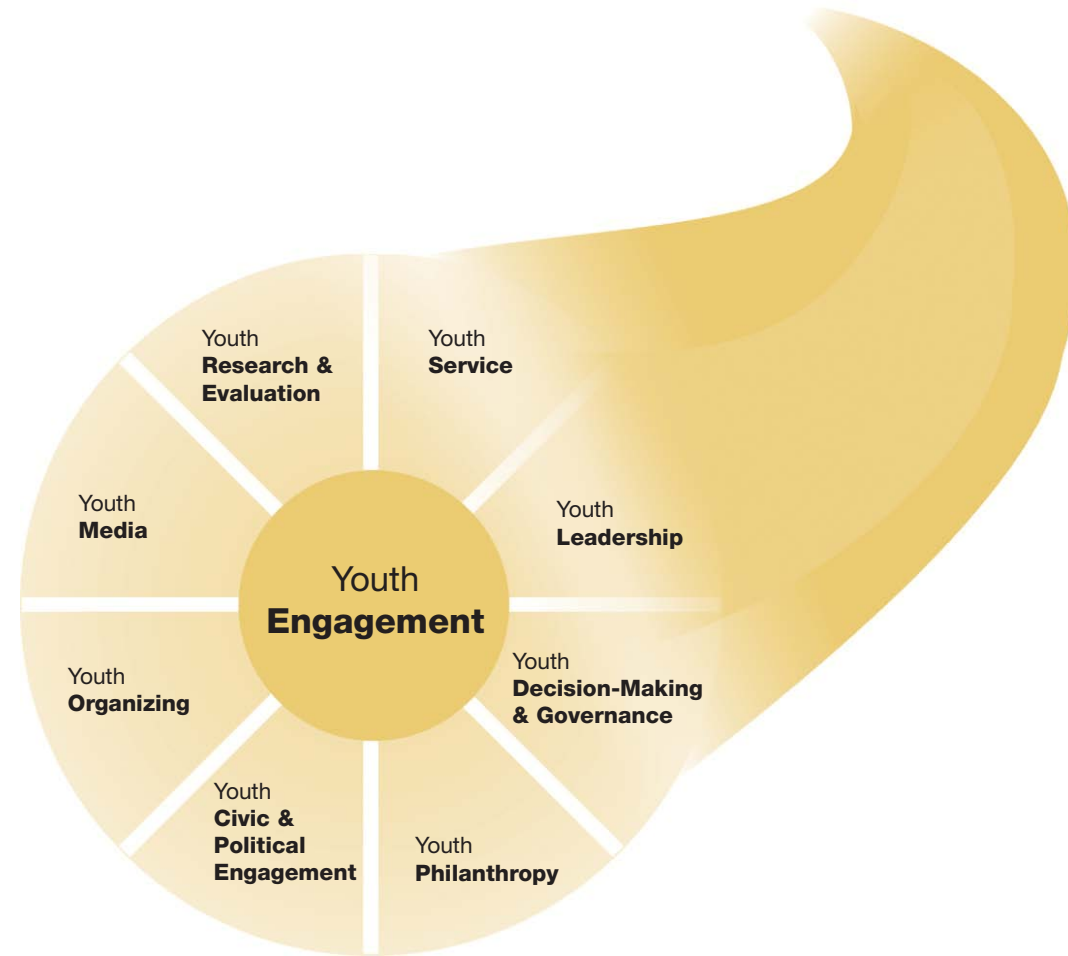 Youth
Research &
Evaluation
Youth
Service
Youth
Media
Youth
Leadership
Youth
Engagement
Youth
Organizing
Youth
Decision-Making
& Governance
Youth
Civic &
Political
Engagement
Youth
Philanthropy